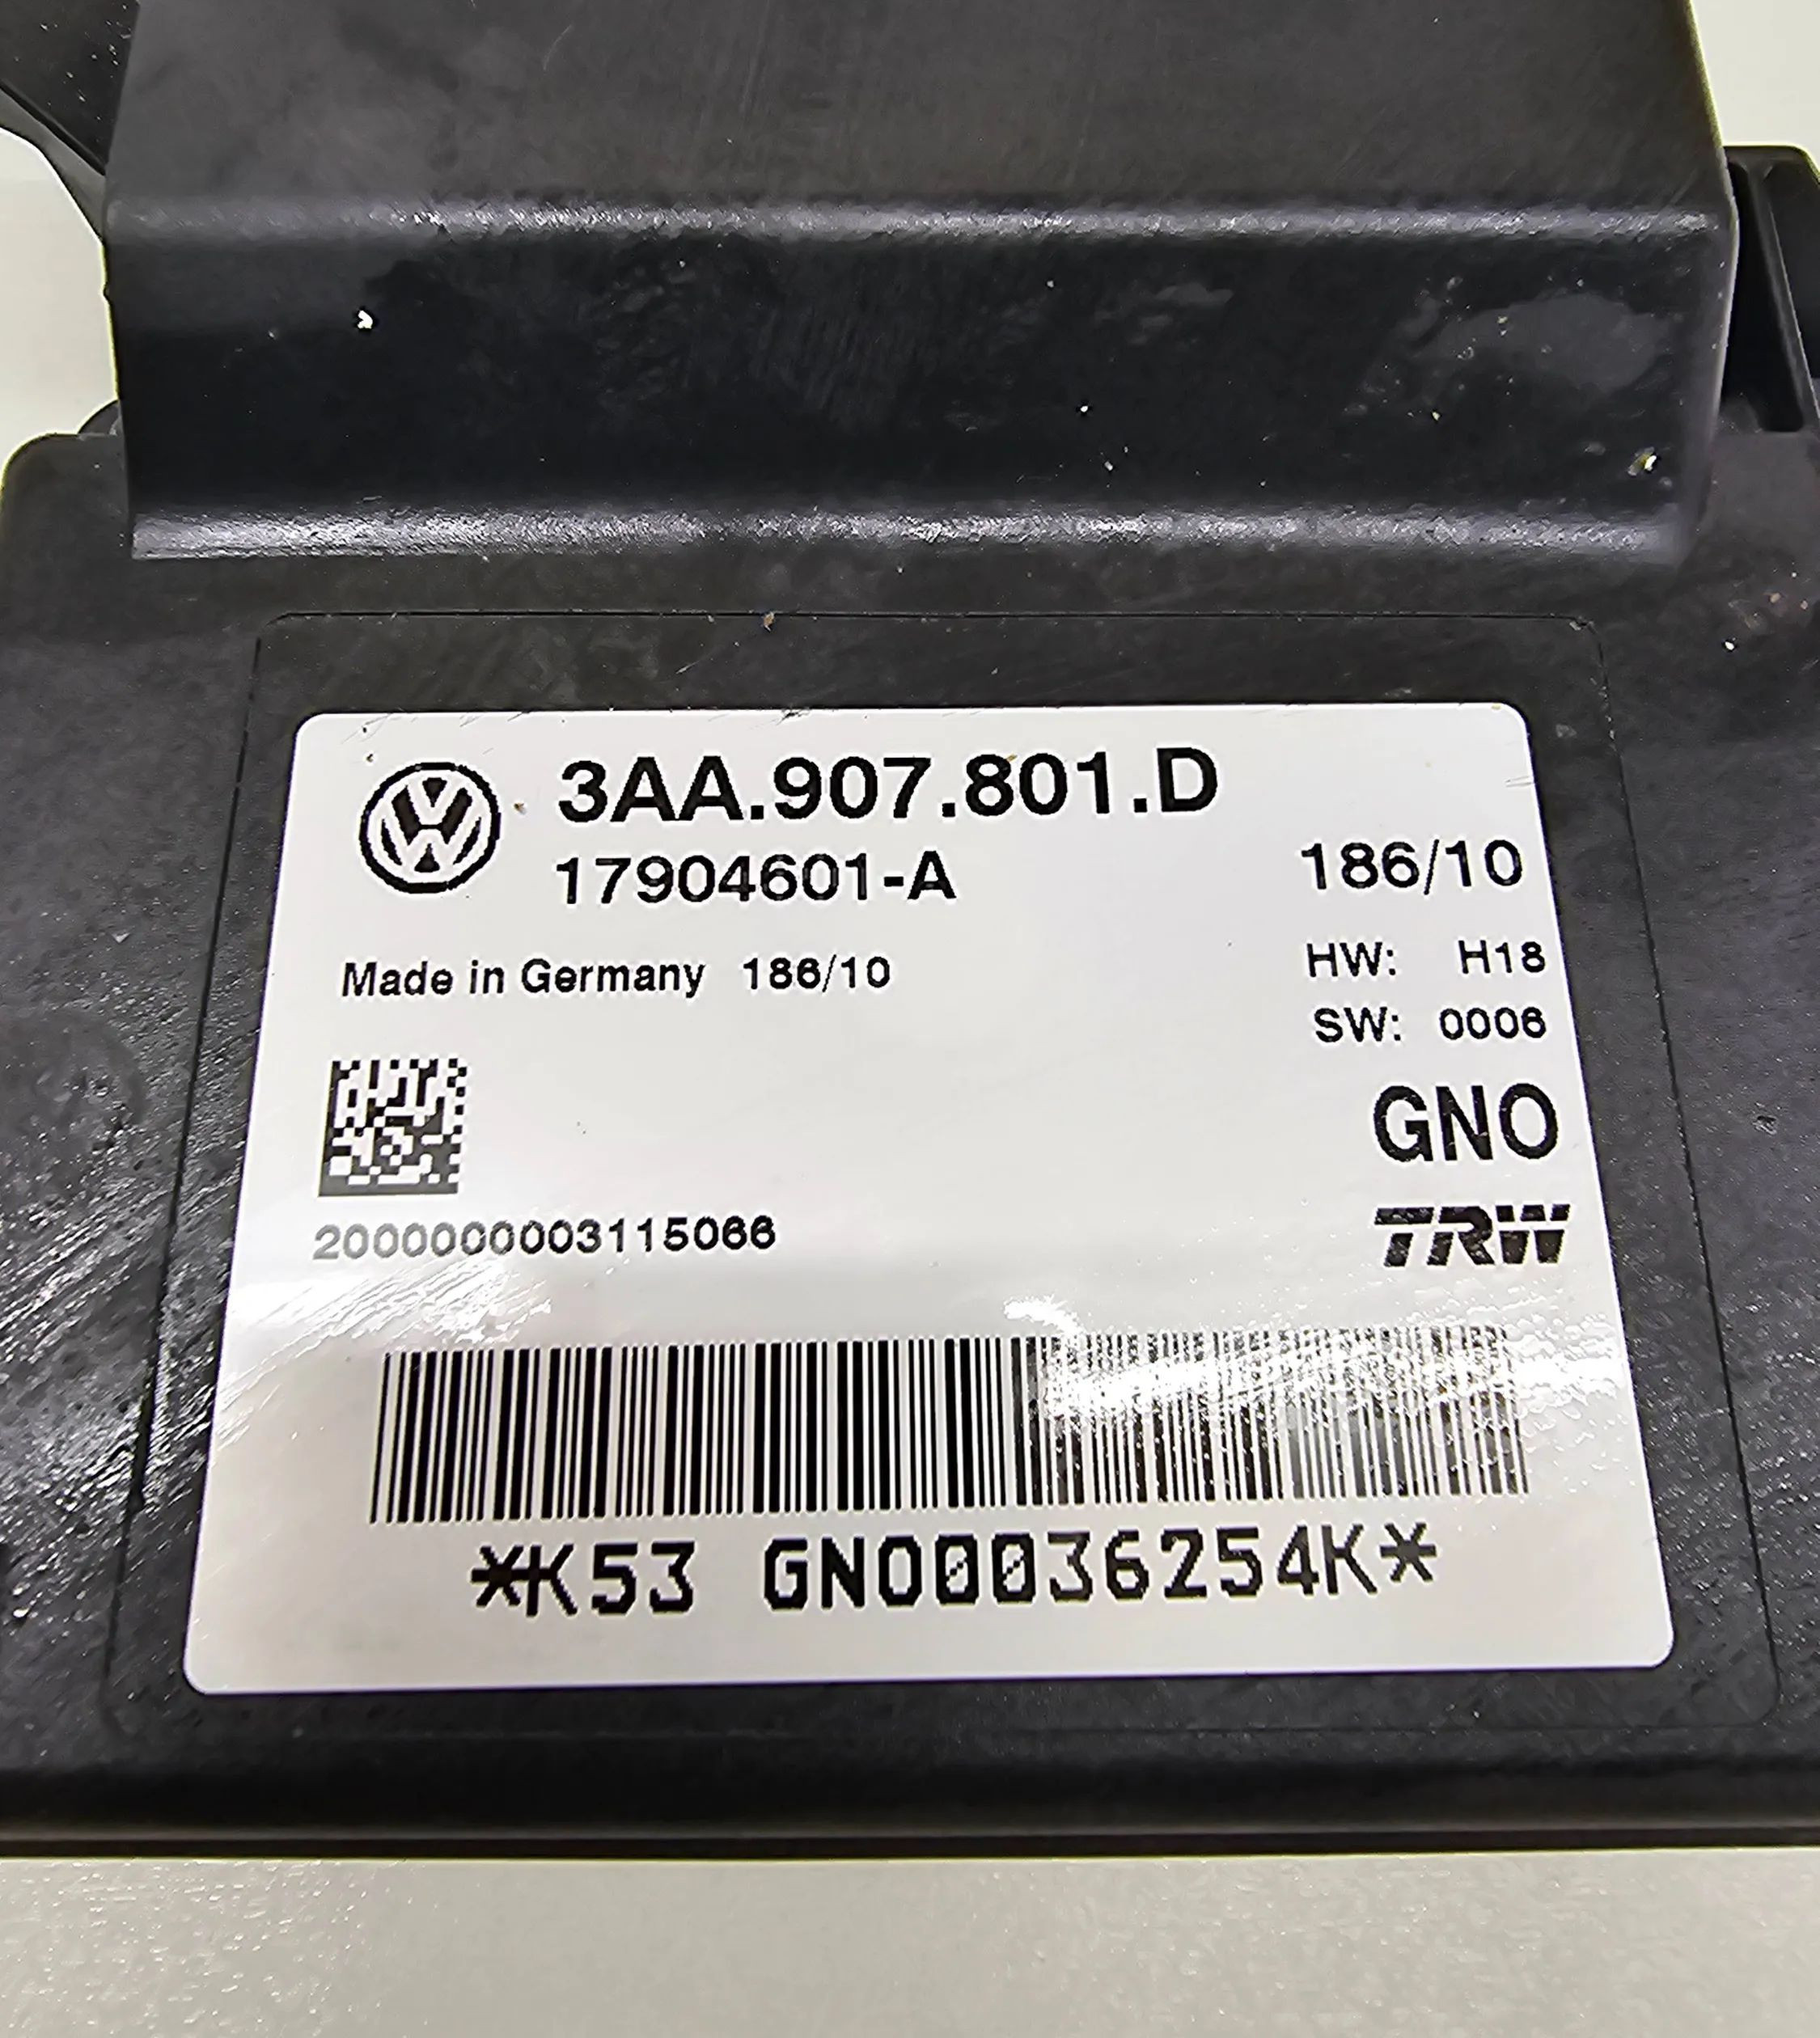 3AA.907.801.D
17904601-A
186/10
Made in Germany 186/10
HW: H18
SW: 0006
GNO
2000000003115066
TRW
*K53 GNO00036254K*